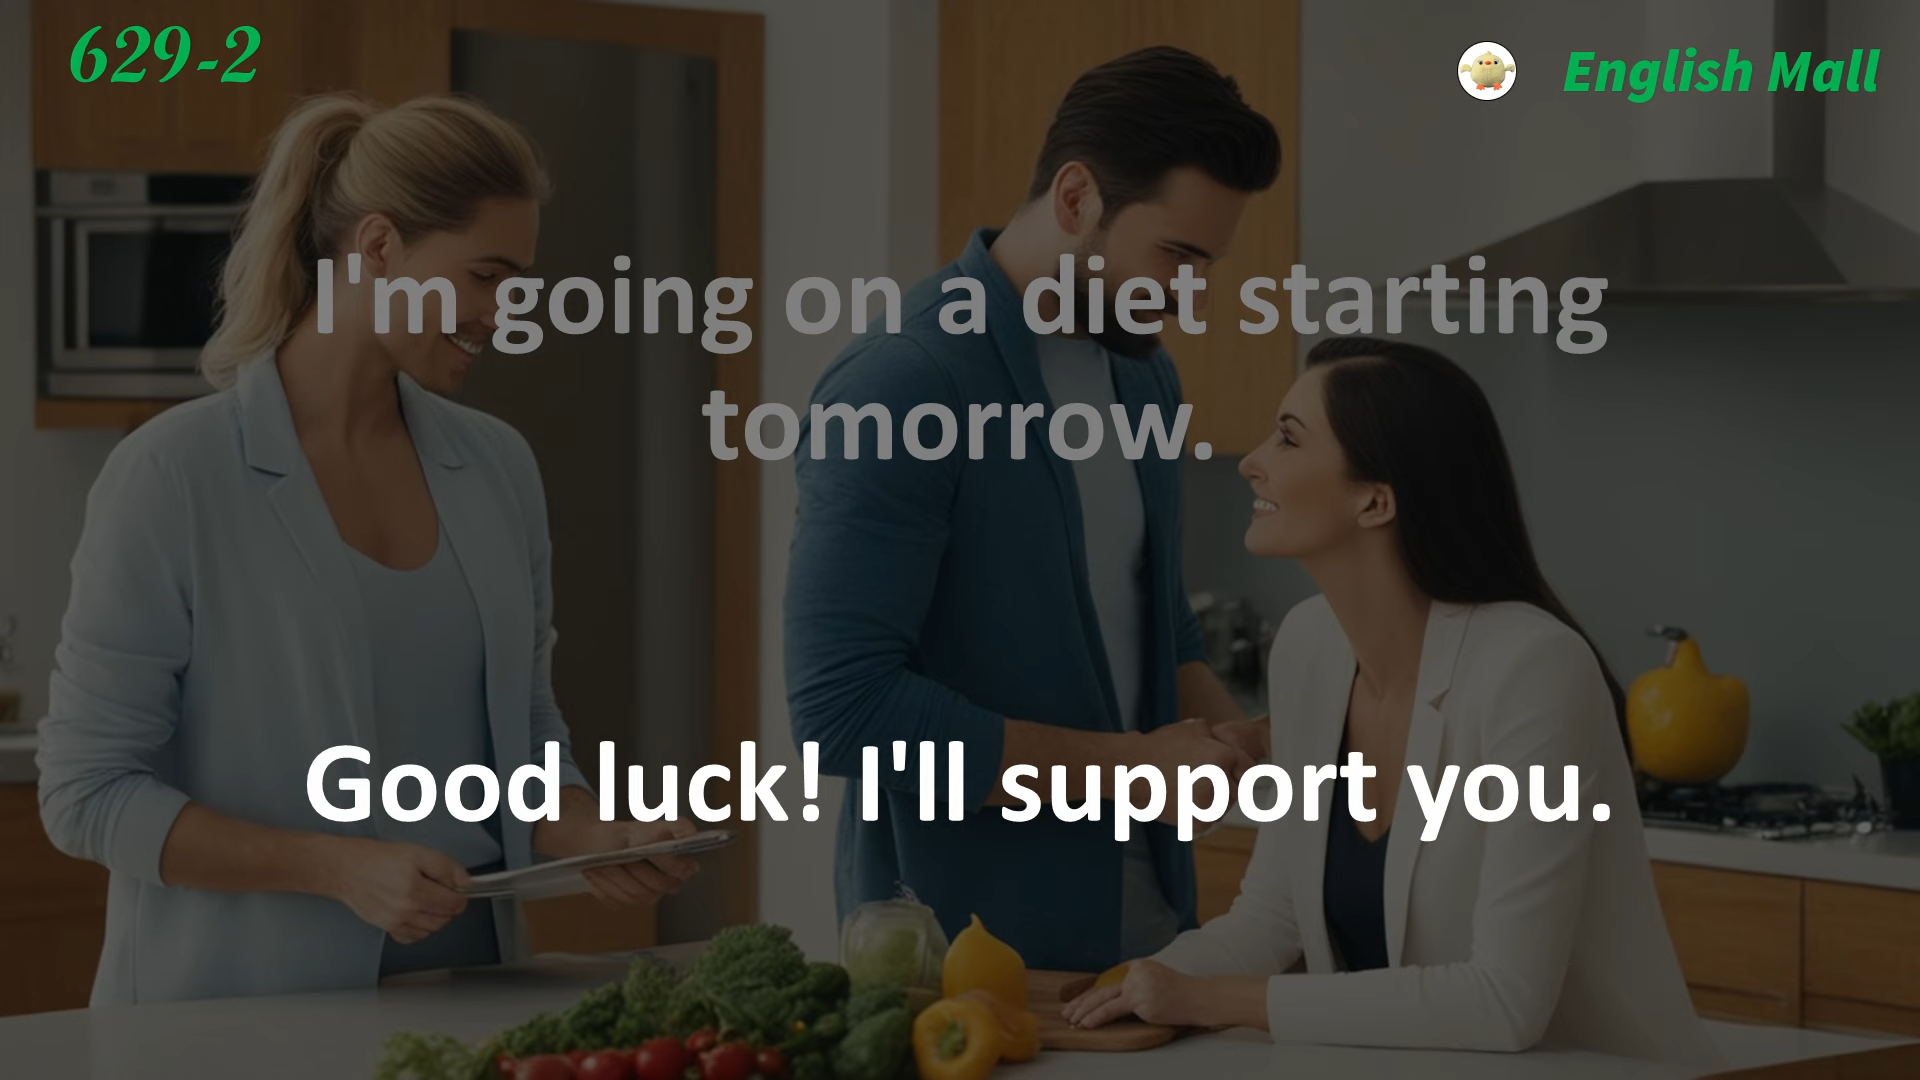 629-2
English Mall
I'm going on a diet starting
tomorrow.
Good luck! I'll support you.